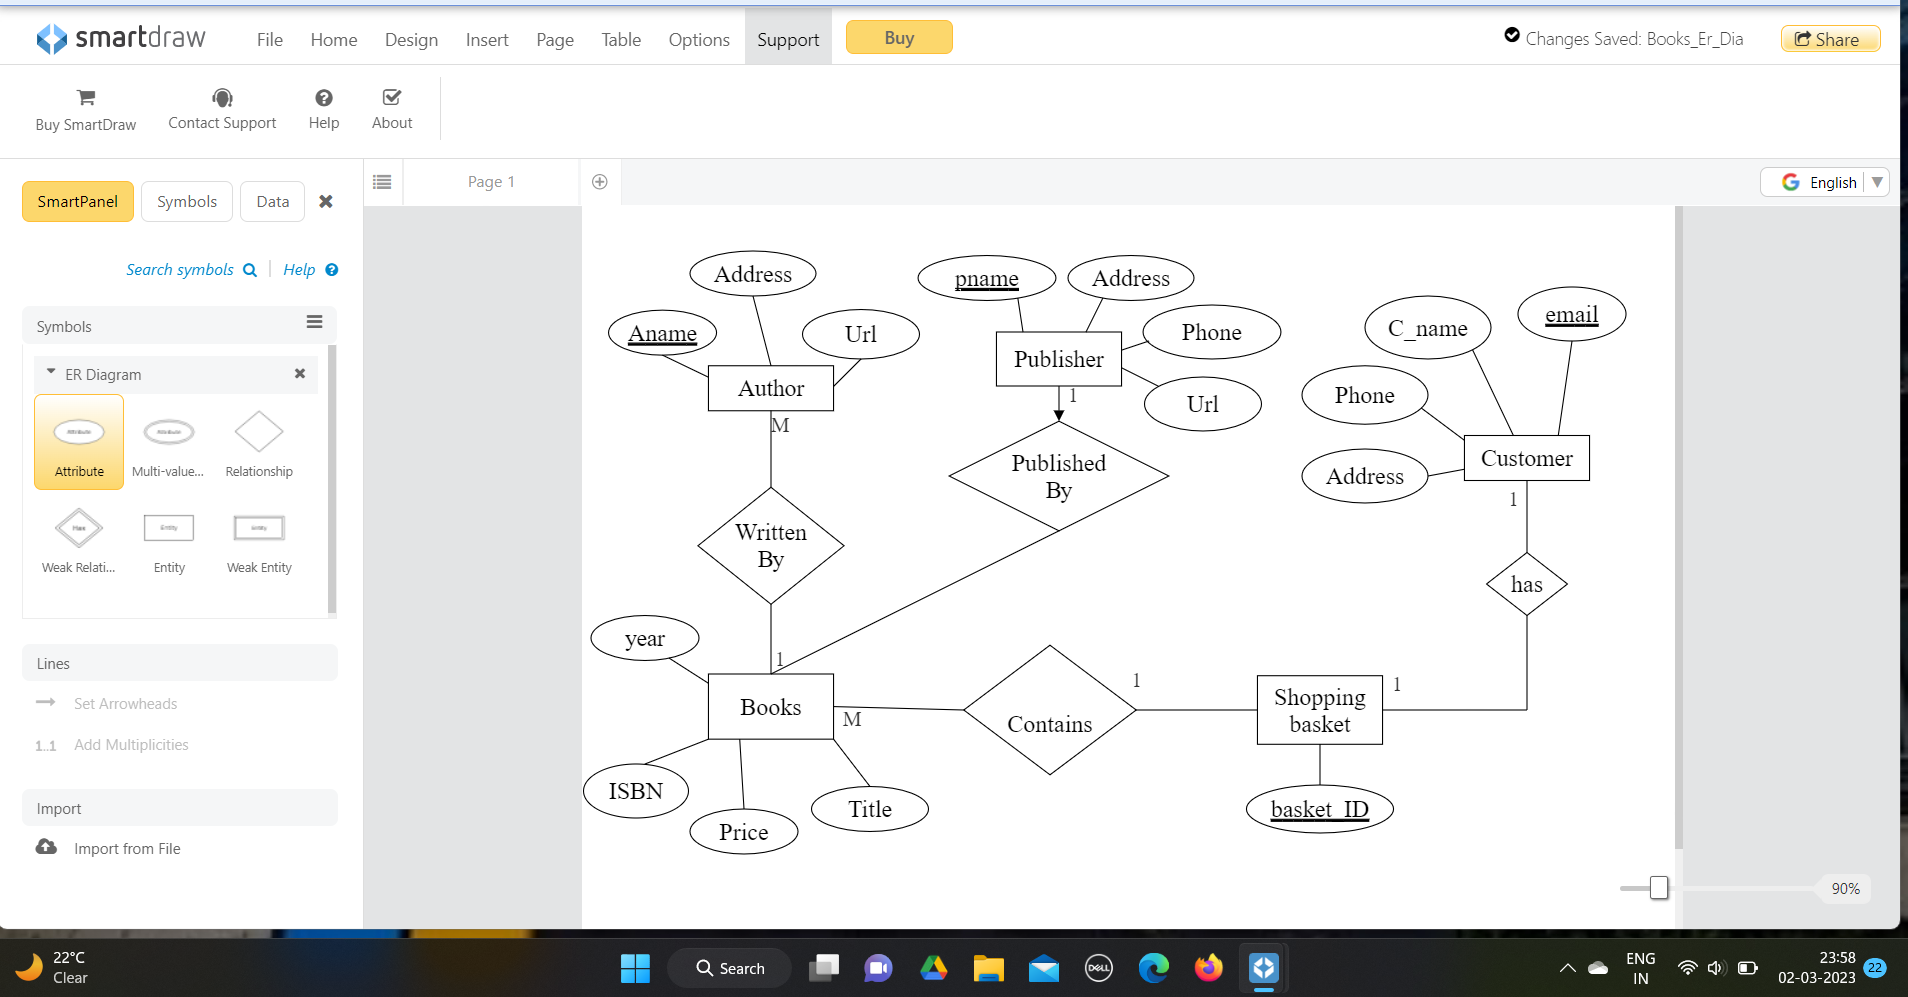 smartdraw
File Home Design Insert Page Table Options Support Buy
Changes Saved: Books_Er_Dia
Share
Buy SmartDraw
Contact Support
Help
About
SmartPanel Symbols Data
Page 1
English
Search symbols Help
Symbols
ER Diagram
Attribute
Multi-value...
Relationship
Has
Entity
Entity
Weak Relati...
Entity
Weak Entity
Lines
Set Arrowheads
1..1 Add Multiplicities
Import
Import from File
Address
Aname
Url
Author
M
Written
By
1
pname
Address
Phone
Publisher
Url
1
Published
By
C_name
email
Phone
Address
Customer
1
has
1
year
Books
M
ISBN
Price
Title
Contains
1
Shopping
basket
basket_ID
90%
22°C
Clear
Search
DELL
ENG
IN
23:58
02-03-2023
22